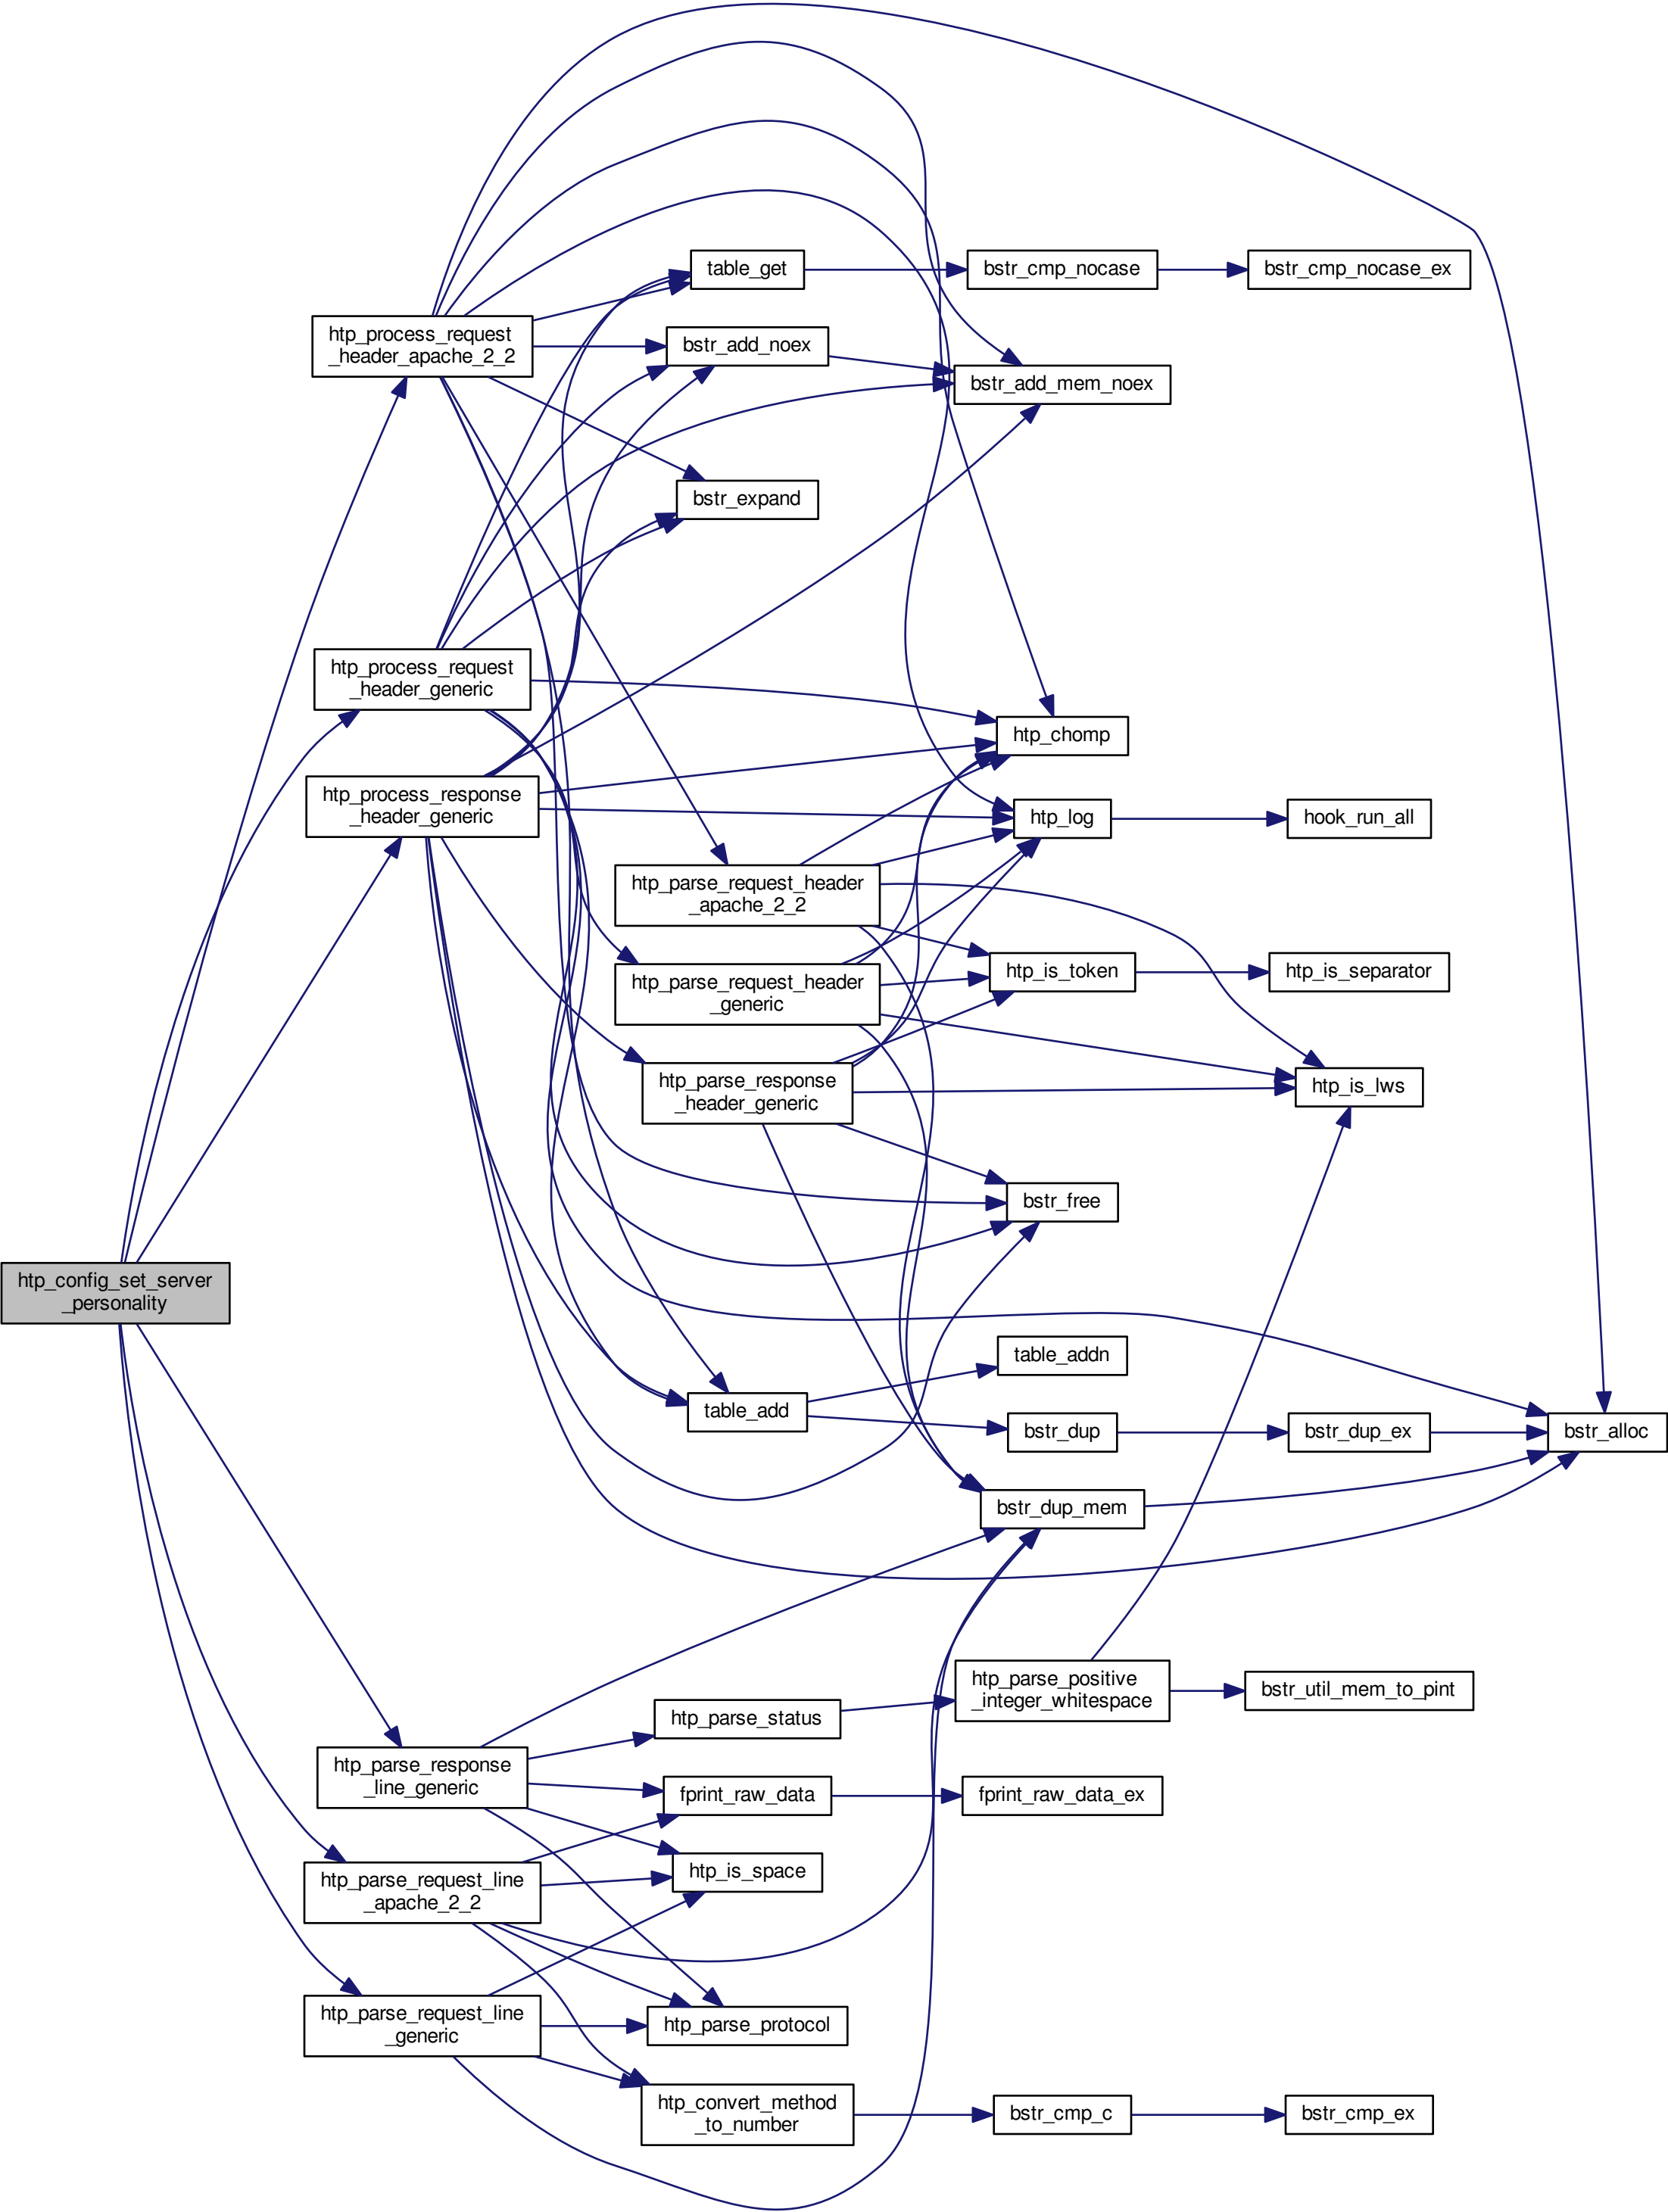 table_get
bstr_cmp_nocase
bstr_cmp_nocase_ex
htp_process_request
_header_apache_2_2
bstr_add_noex
bstr_add_mem_noex
bstr_expand
htp_process_request
_header_generic
htp_chomp
htp_process_response
_header_generic
htp_log
hook_run_all
htp_parse_request_header
_apache_2_2
htp_is_token
htp_is_separator
htp_parse_request_header
_generic
htp_parse_response
_header_generic
htp_is_lws
bstr_free
htp_config_set_server
_personality
table_addn
table_add
bstr_dup
bstr_dup_ex
bstr_alloc
bstr_dup_mem
htp_parse_positive
_integer_whitespace
bstr_util_mem_to_pint
htp_parse_status
htp_parse_response
_line_generic
fprint_raw_data
fprint_raw_data_ex
htp_is_space
htp_parse_request_line
_apache_2_2
htp_parse_request_line
_generic
htp_parse_protocol
htp_convert_method
_to_number
bstr_cmp_c
bstr_cmp_ex